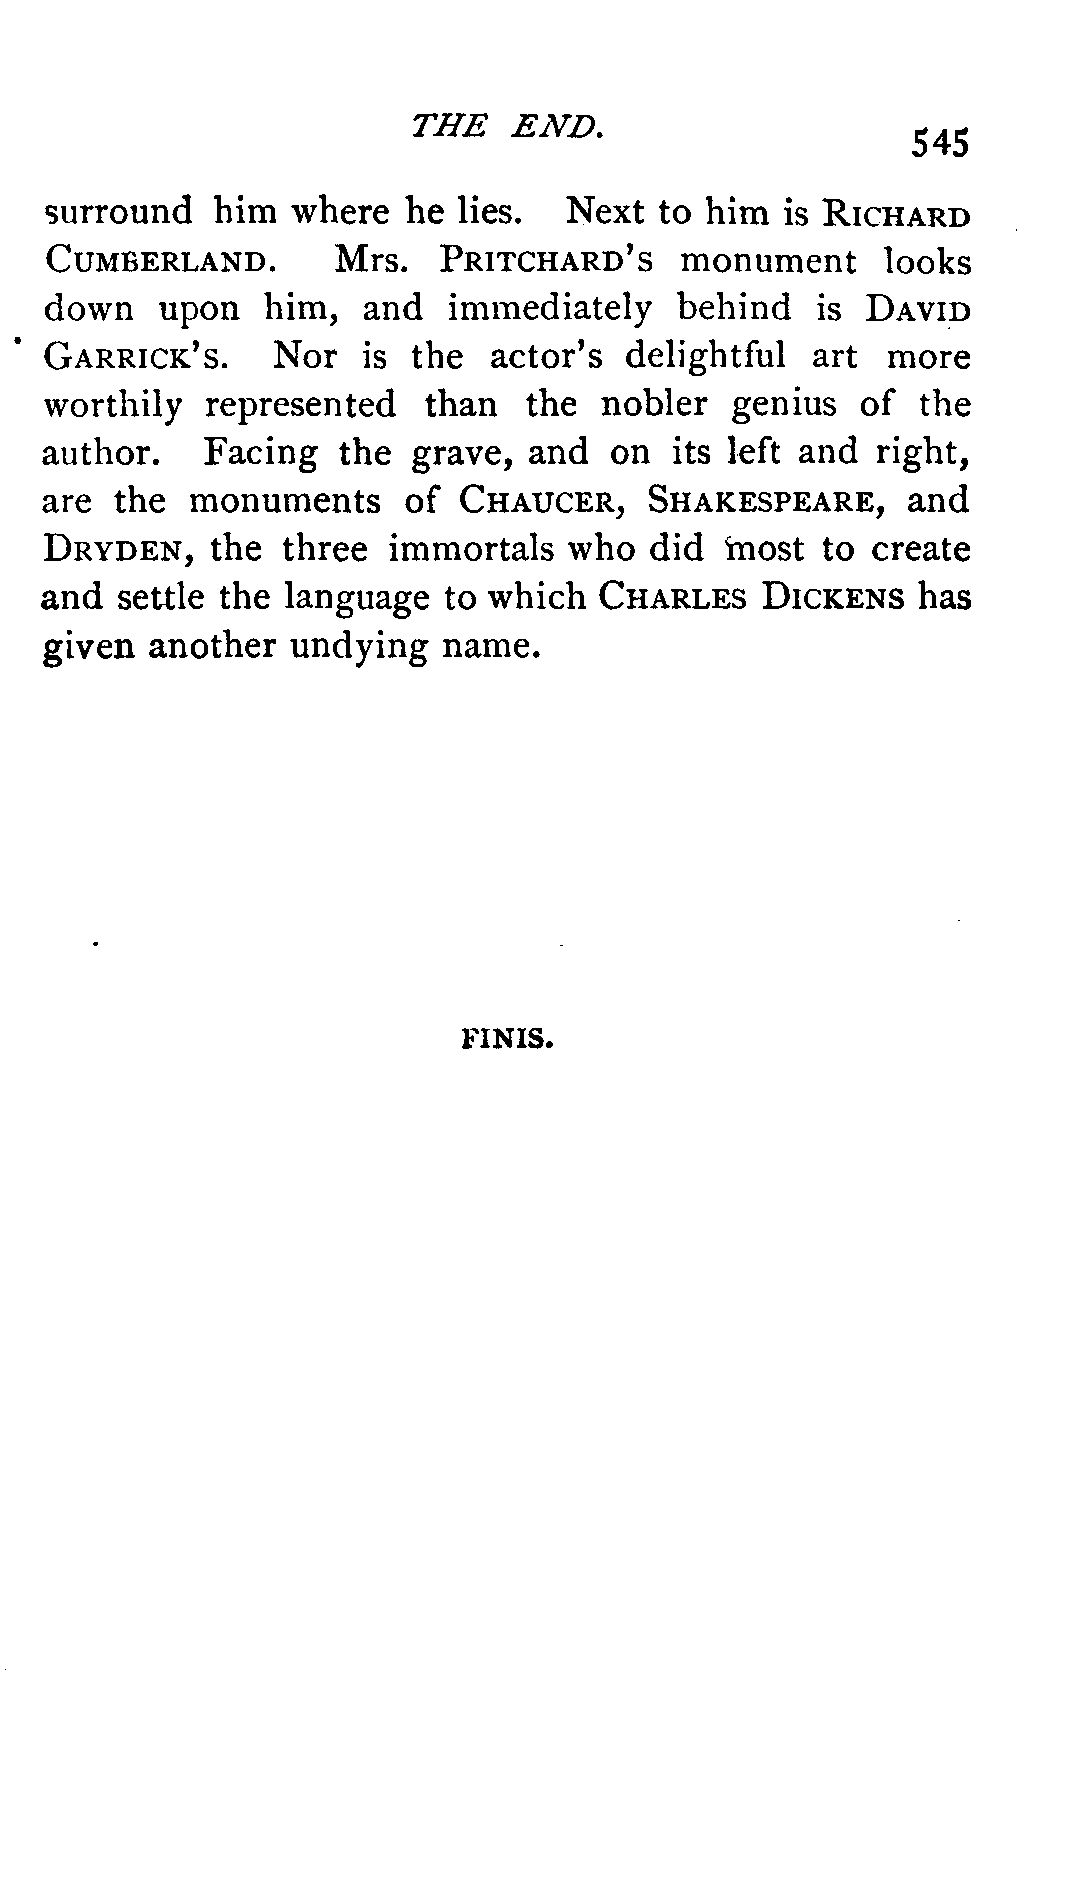 THE END.
545
surround him where he lies. Next to him is RICHARD
CUMBERLAND. Mrs. PRITCHARD'S monument looks
down upon him, and immediately behind is DAVID
GARRICK'S. Nor is the actor's delightful art more
worthily represented than the nobler genius of the
author. Facing the grave, and on its left and right,
are the monuments of CHAUCER, SHAKESPEARE, and
DRYDEN, the three immortals who did most to create
and settle the language to which CHARLES DICKENS has
given another undying name.
FINIS.